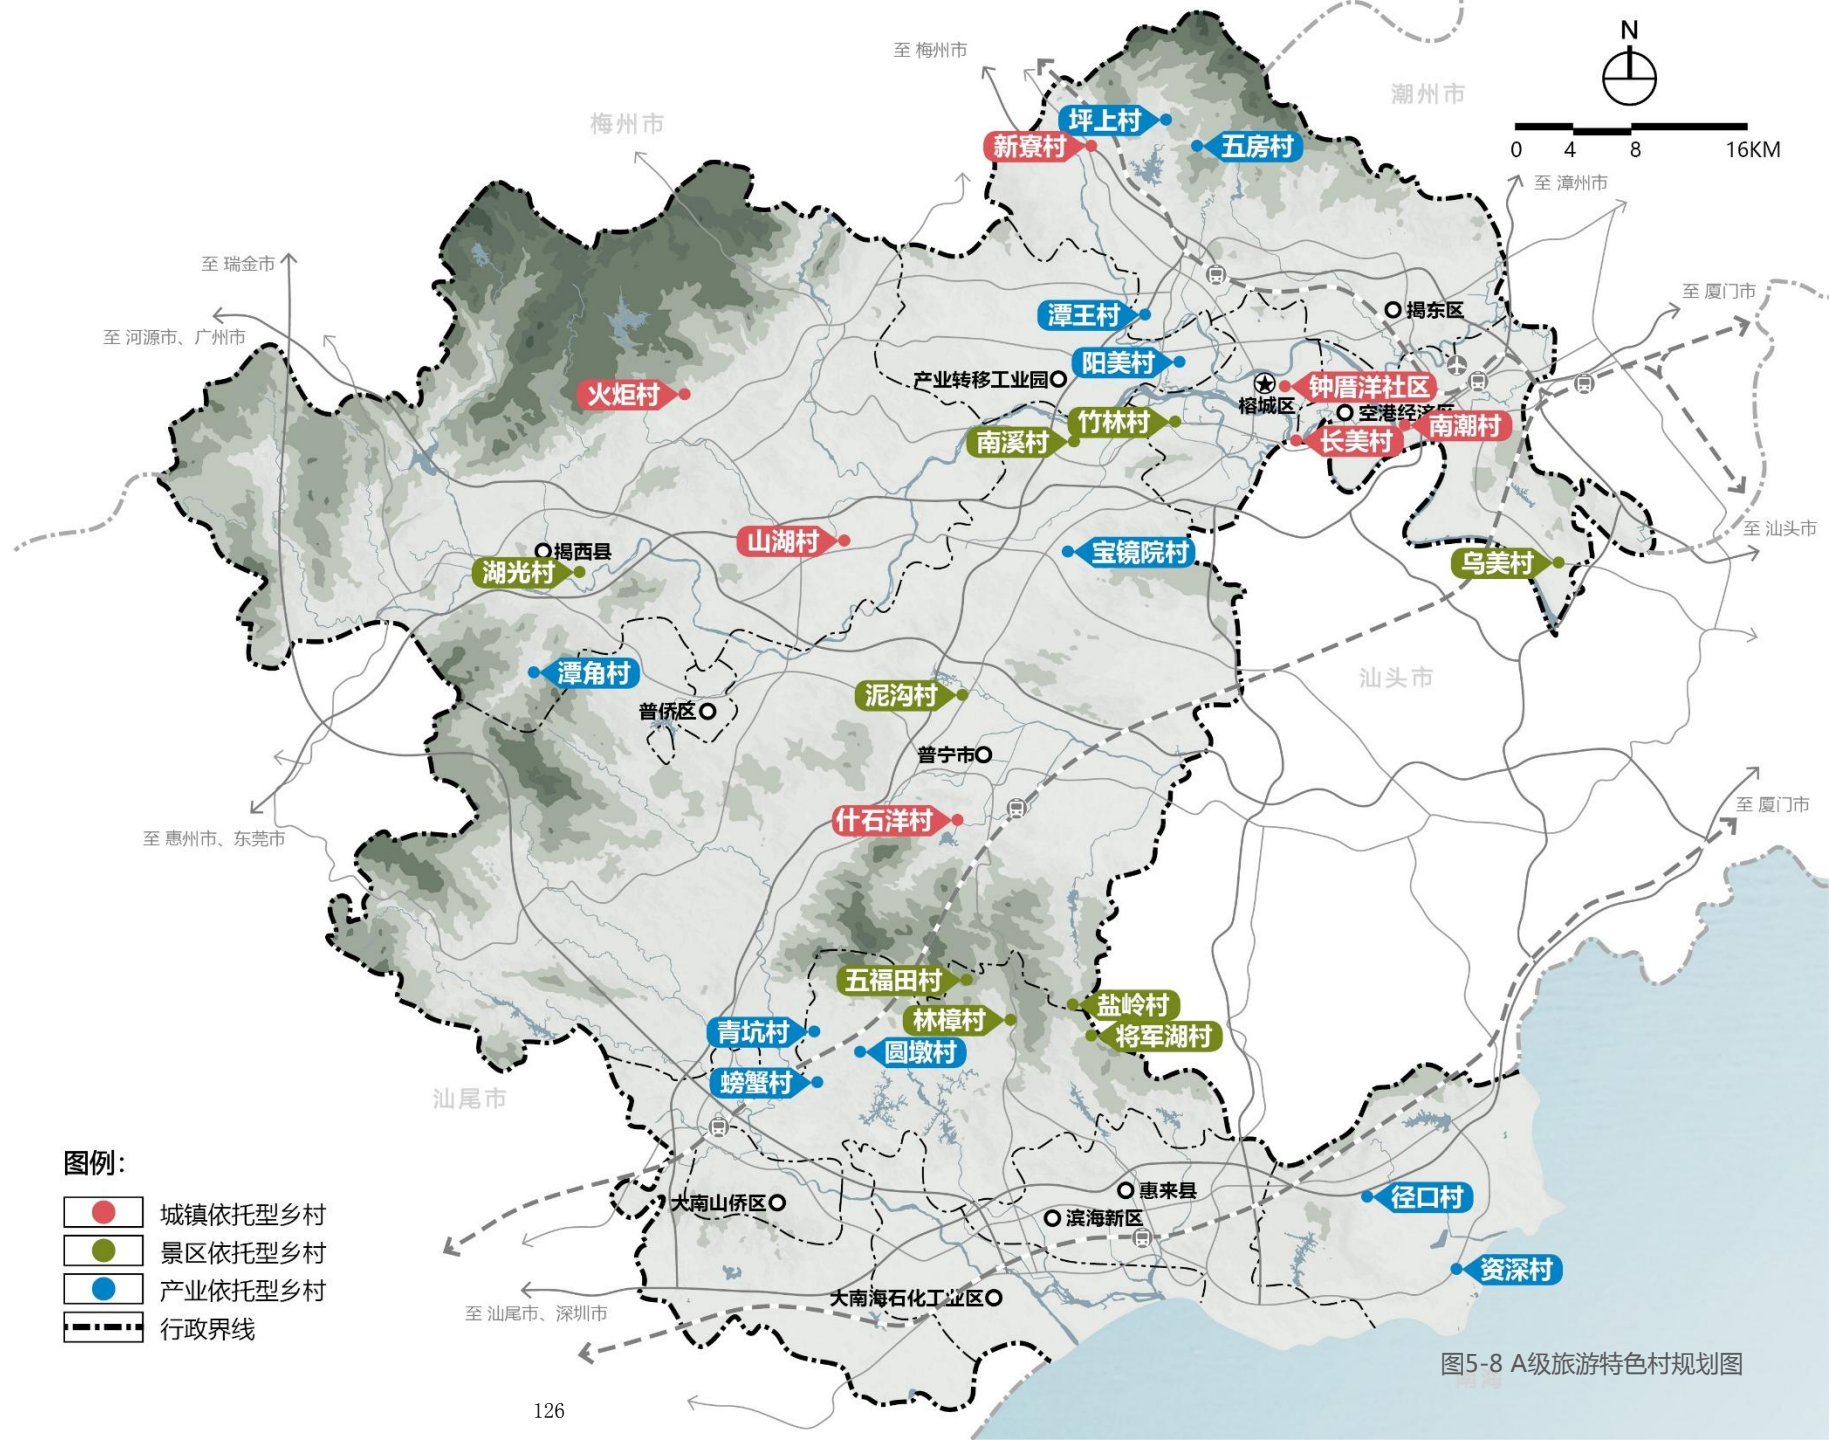 N
至 梅州市
潮州市
梅州市
坪上村
新寮村
五房村
0 4 8 16KM
至 漳州市
至 瑞金市
至 厦门市
至 河源市、广州市
潭王村
揭东区
阳美村
产业转移工业园
火炬村
钟厝洋社区
榕城区
空港经济区
竹林村
南潮村
南溪村
长美村
至 汕头市
山湖村
揭西县
宝镜院村
湖光村
乌美村
潭角村
汕头市
泥沟村
普侨区
普宁市
至 厦门市
什石洋村
至 惠州市、东莞市
五福田村
盐岭村
林樟村
青坑村
将军湖村
圆墩村
螃蟹村
汕尾市
图例：
大南山侨区
惠来县
径口村
城镇依托型乡村
滨海新区
景区依托型乡村
资深村
产业依托型乡村
大南海石化工业区
至 汕尾市、深圳市
行政界线
图5-8 A级旅游特色村规划图
南海
126